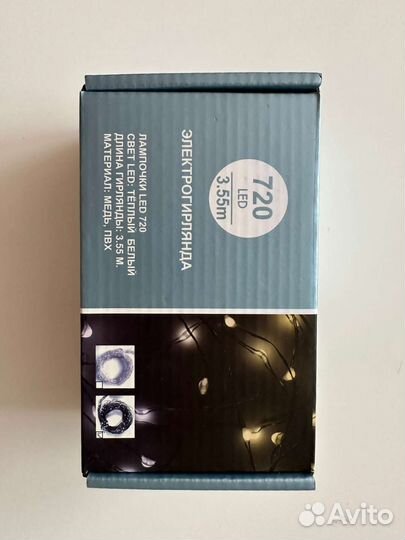 720
LED
3.55m
ЭЛЕКТРОГИРЛЯНДА
ЛАМПОЧКИ LED 720
СВЕТ LED: ТЁПЛЫЙ БЕЛЫЙ
ДЛИНА ГИРЛЯНДЫ: 3.55 М.
МАТЕРИАЛ: МЕДЬ, ПВХ
Avito